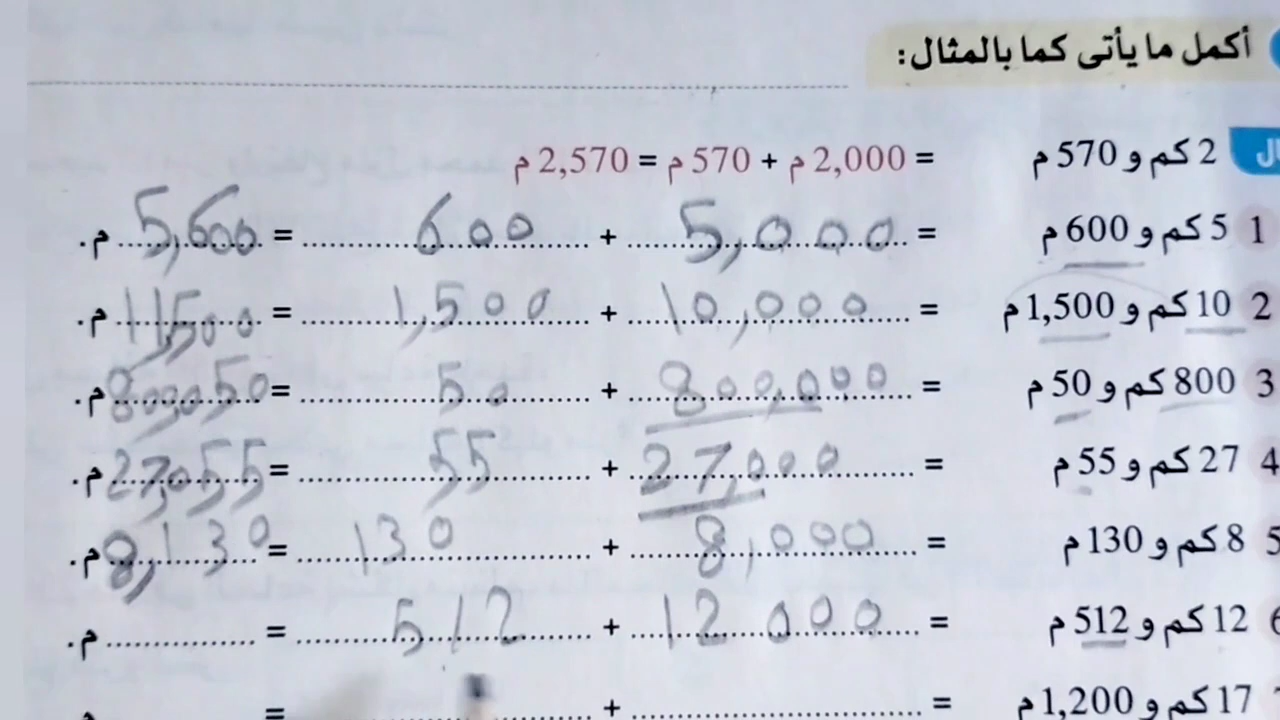 أكمل ما يأتى كما بالمثال:
2 كم و 570 م = 2,000 م + 570 م = 2,570 م
1 5 كم و 600 م = 5,000 + 600 = 5,600 م.
2 10 كم و 1,500 م = 10,000 + 1,500 = 11,500 م.
3 800 كم و 50 م = 800,000 + 50 = 800,050 م.
4 27 كم و 55 م = 27,000 + 55 = 27,055 م.
5 8 كم و 130 م = 8,000 + 130 = 8,130 م.
6 12 كم و 512 م = 12 000 + 512 = م.
17 كم و 1,200 م = + =